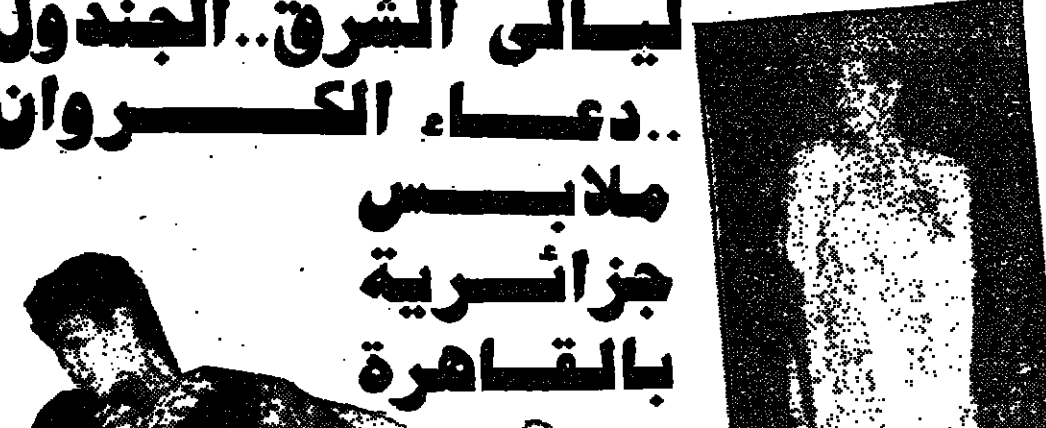 ليالى الشرق..الجندول
..دعاء الكروان
ملابس
جزائرية
بالقاهرة